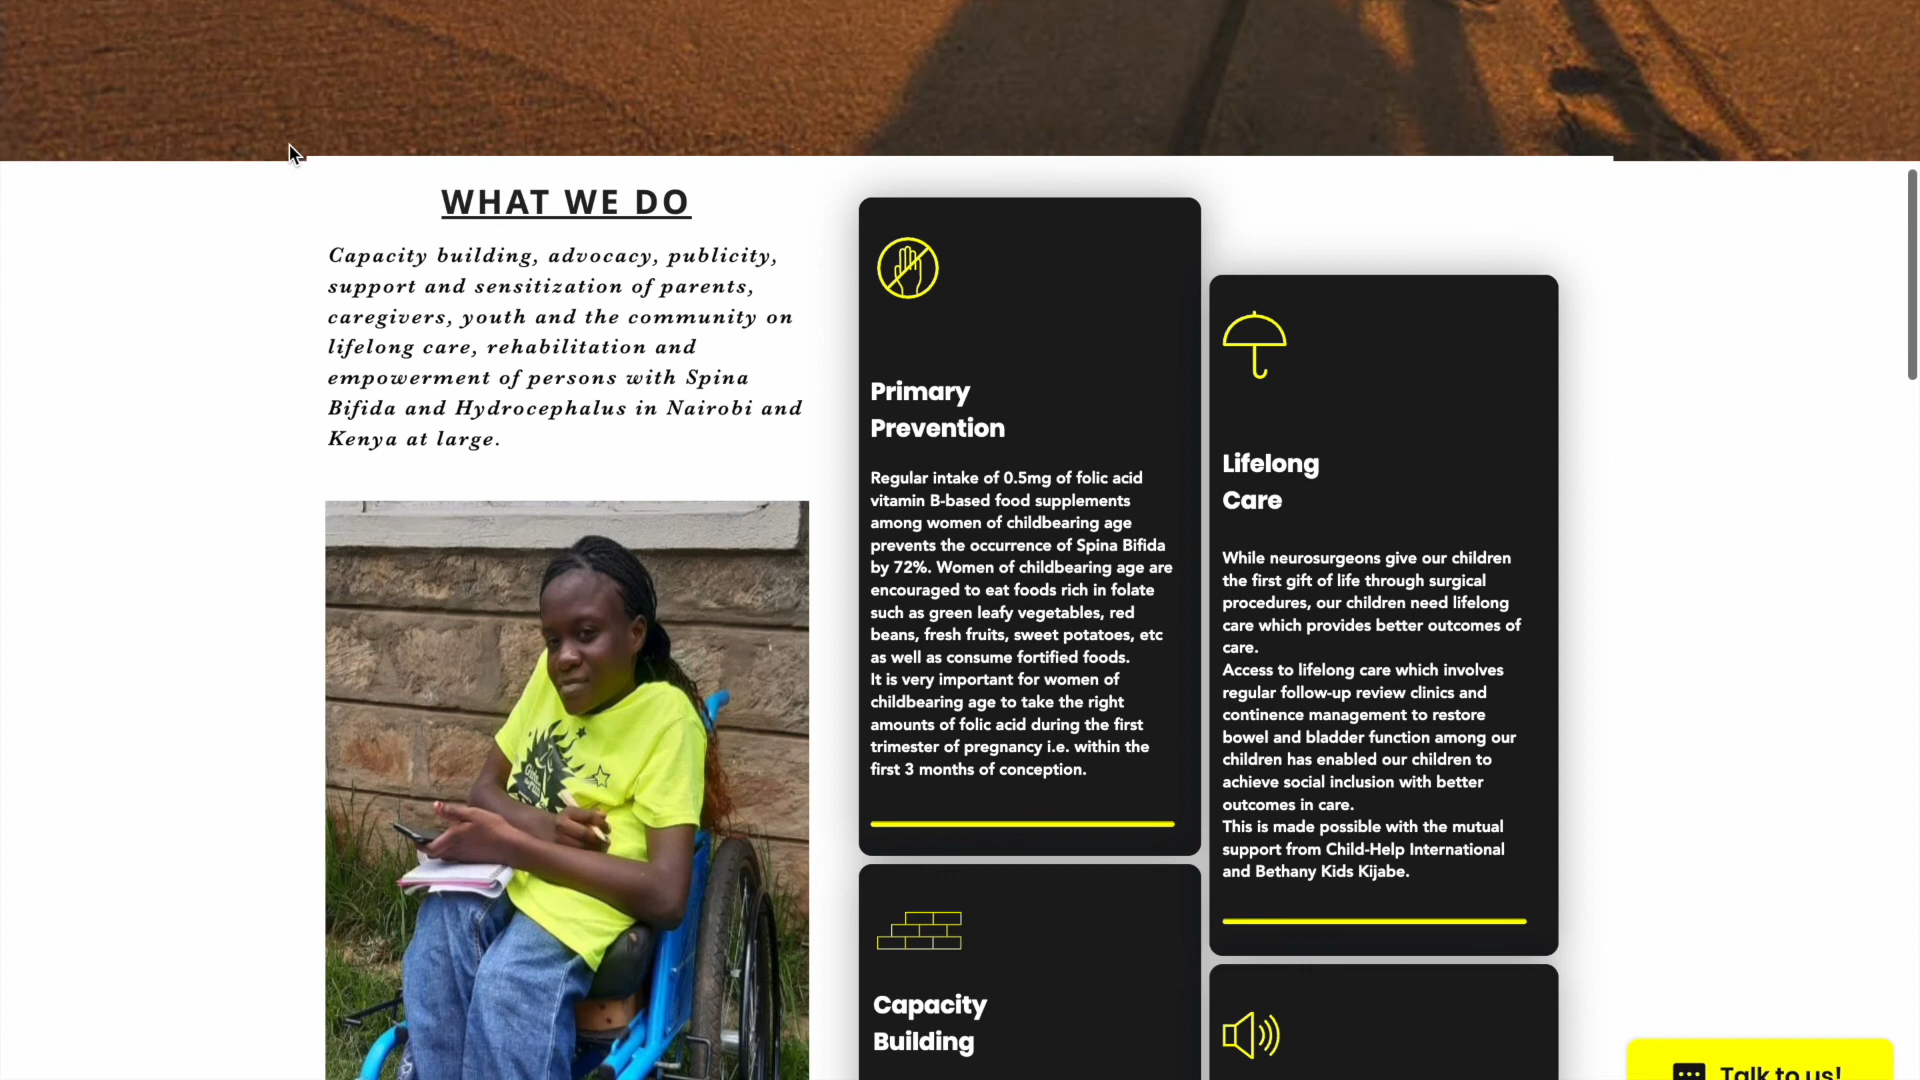 WHAT WE DO
Capacity building, advocacy, publicity,
support and sensitization of parents,
caregivers, youth and the community on
lifelong care, rehabilitation and
empowerment of persons with Spina
Bifida and Hydrocephalus in Nairobi and
Kenya at large.
Primary
Prevention
Regular intake of 0.5mg of folic acid
vitamin B-based food supplements
among women of childbearing age
prevents the occurrence of Spina Bifida
by 72%. Women of childbearing age are
encouraged to eat foods rich in folate
such as green leafy vegetables, red
beans, fresh fruits, sweet potatoes, etc
as well as consume fortified foods.
It is very important for women of
childbearing age to take the right
amounts of folic acid during the first
trimester of pregnancy i.e. within the
first 3 months of conception.
Lifelong
Care
While neurosurgeons give our children
the first gift of life through surgical
procedures, our children need lifelong
care which provides better outcomes of
care.
Access to lifelong care which involves
regular follow-up review clinics and
continence management to restore
bowel and bladder function among our
children has enabled our children to
achieve social inclusion with better
outcomes in care.
This is made possible with the mutual
support from Child-Help International
and Bethany Kids Kijabe.
Capacity
Building
Talk to us!